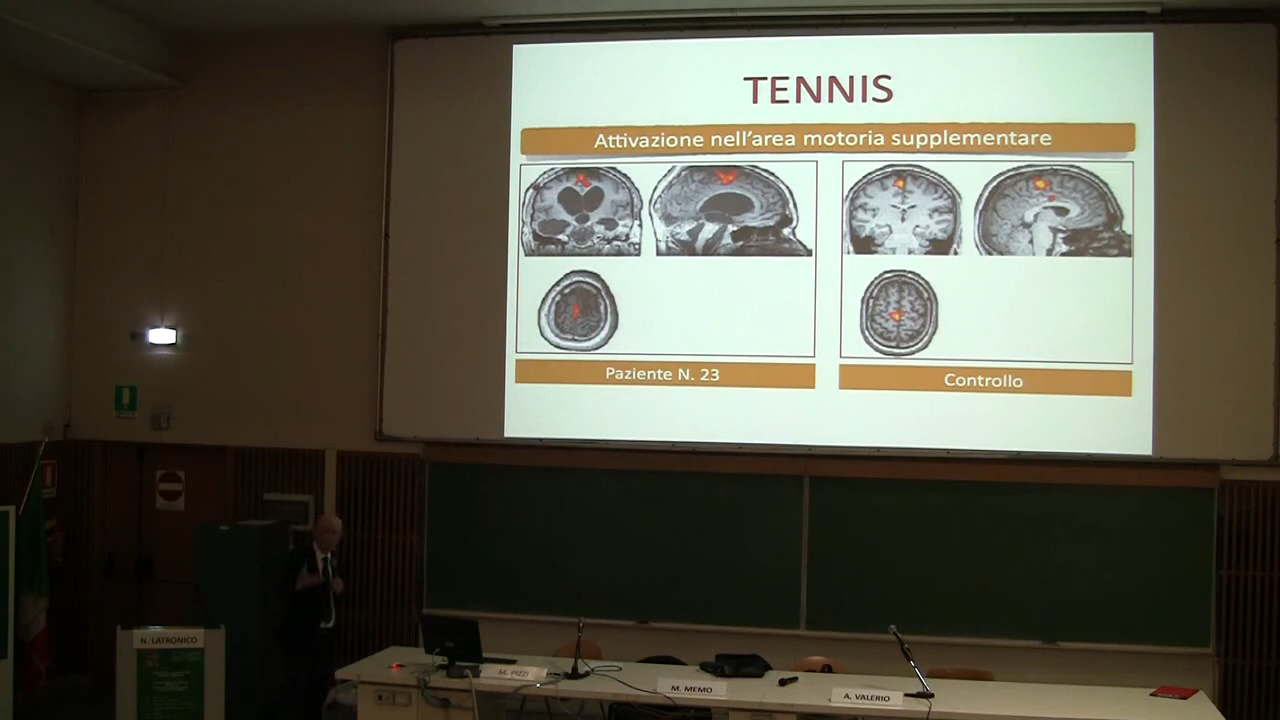 TENNIS
Attivazione nell'area motoria supplementare
Paziente N. 23
Controllo
N. LATRONICO
M. PIZZI
M. MEMO
A. VALERIO